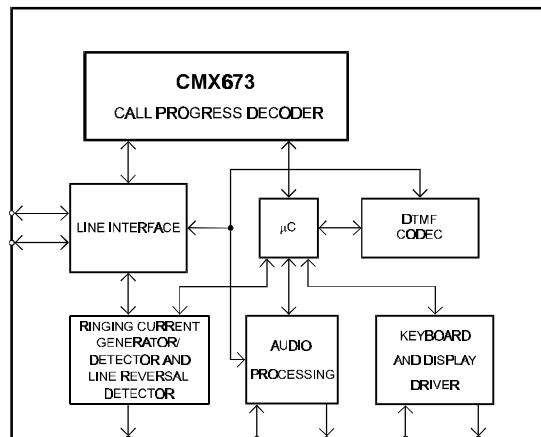 CMX673
CALL PROGRESS DECODER
LINE INTERFACE
µC
DTMF
CODEC
RINGING CURRENT
GENERATOR/
DETECTOR AND
LINE REVERSAL
DETECTOR
AUDIO
PROCESSING
KEYBOARD
AND DISPLAY
DRIVER